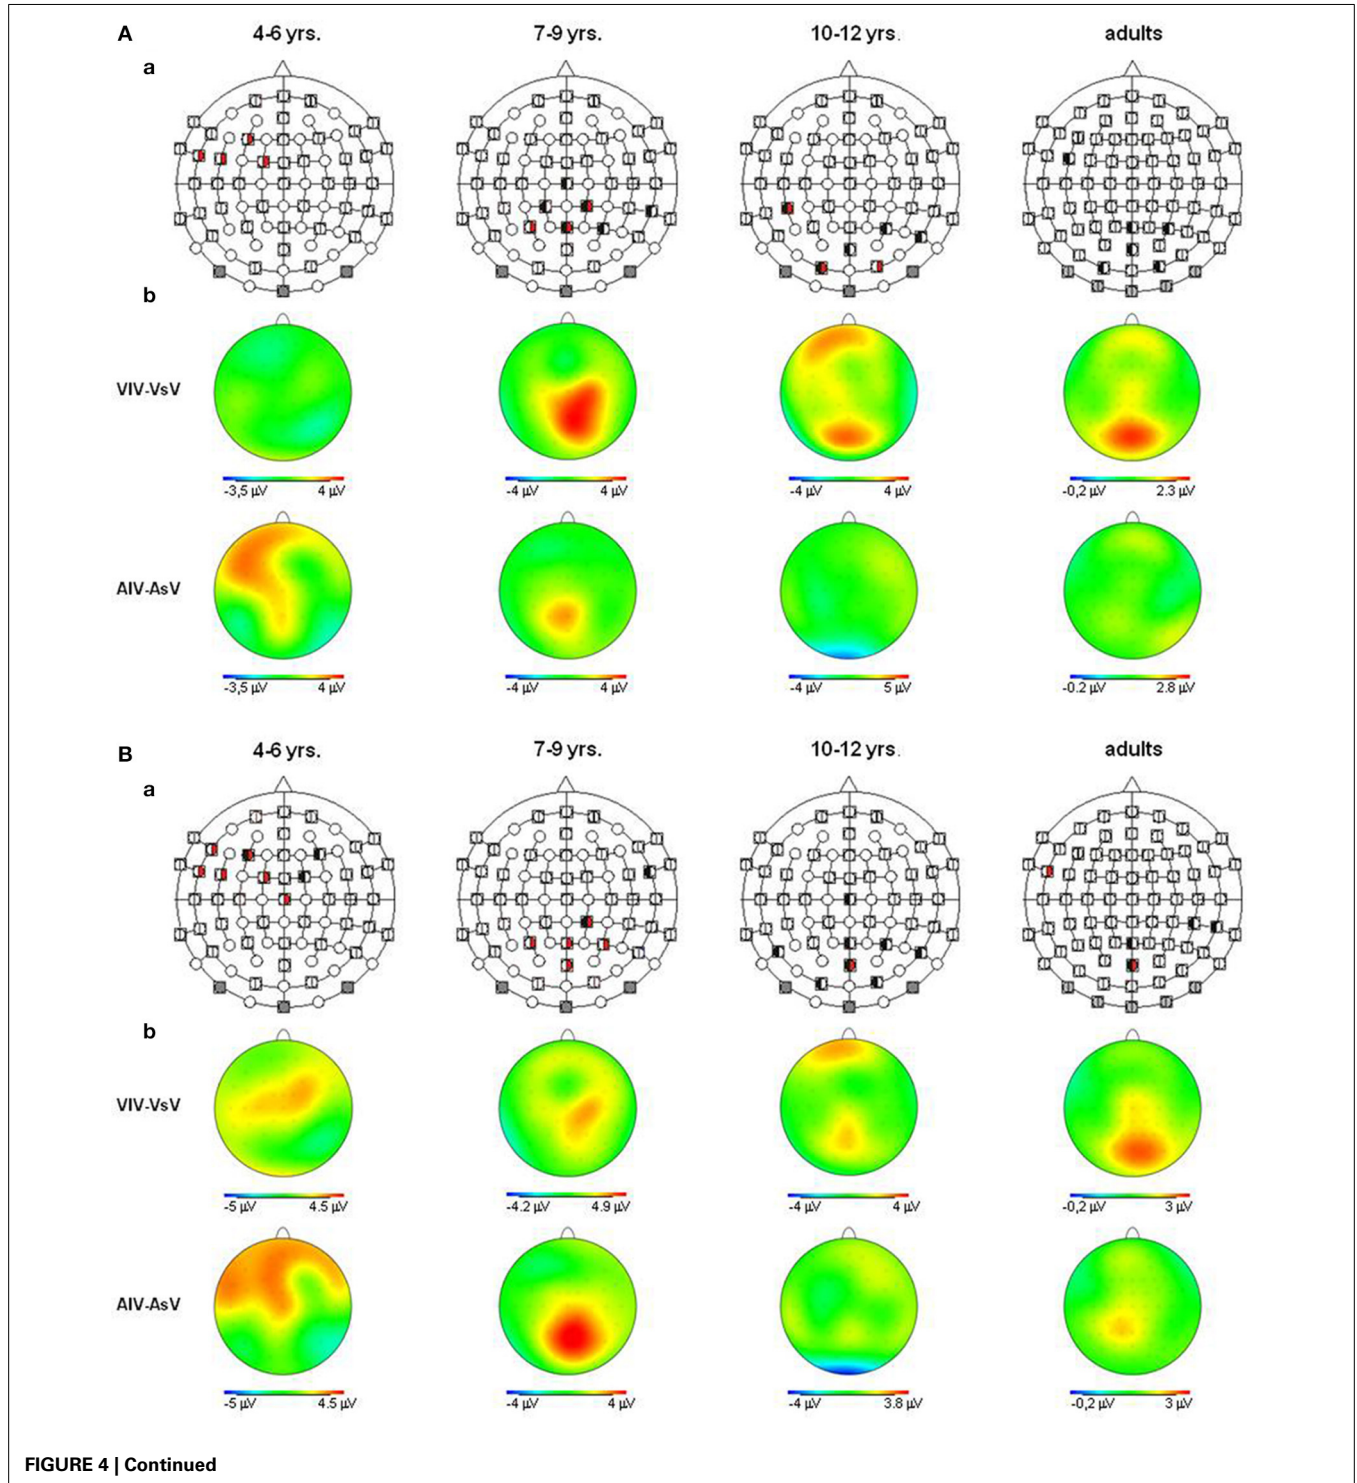 A
4-6 yrs. 7-9 yrs. 10-12 yrs. adults
a
b
VIV-VsV
-3,5 µV 4 µV -4 µV 4 µV -4 µV 4 µV -0,2 µV 2.3 µV
AIV-AsV
-3,5 µV 4 µV -4 µV 4 µV -4 µV 5 µV -0.2 µV 2.8 µV
B
4-6 yrs. 7-9 yrs. 10-12 yrs. adults
a
b
VIV-VsV
-5 µV 4.5 µV -4.2 µV 4.9 µV -4 µV 4 µV -0,2 µV 3 µV
AIV-AsV
-5 µV 4.5 µV -4 µV 4 µV -4 µV 3.8 µV -0,2 µV 3 µV
FIGURE 4 | Continued